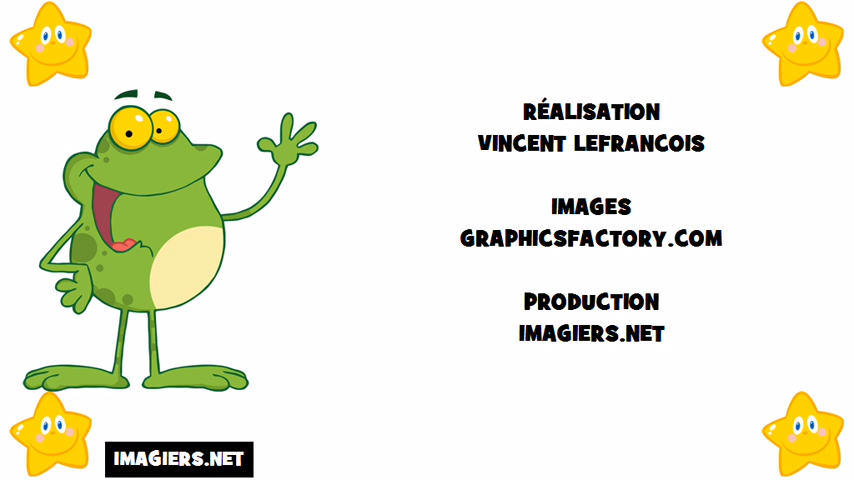 RÉALISATION
VINCENT LEFRANCOIS
IMAGES
GRAPHICSFACTORY.COM
PRODUCTION
IMAGIERS.NET
IMAGIERS.NET